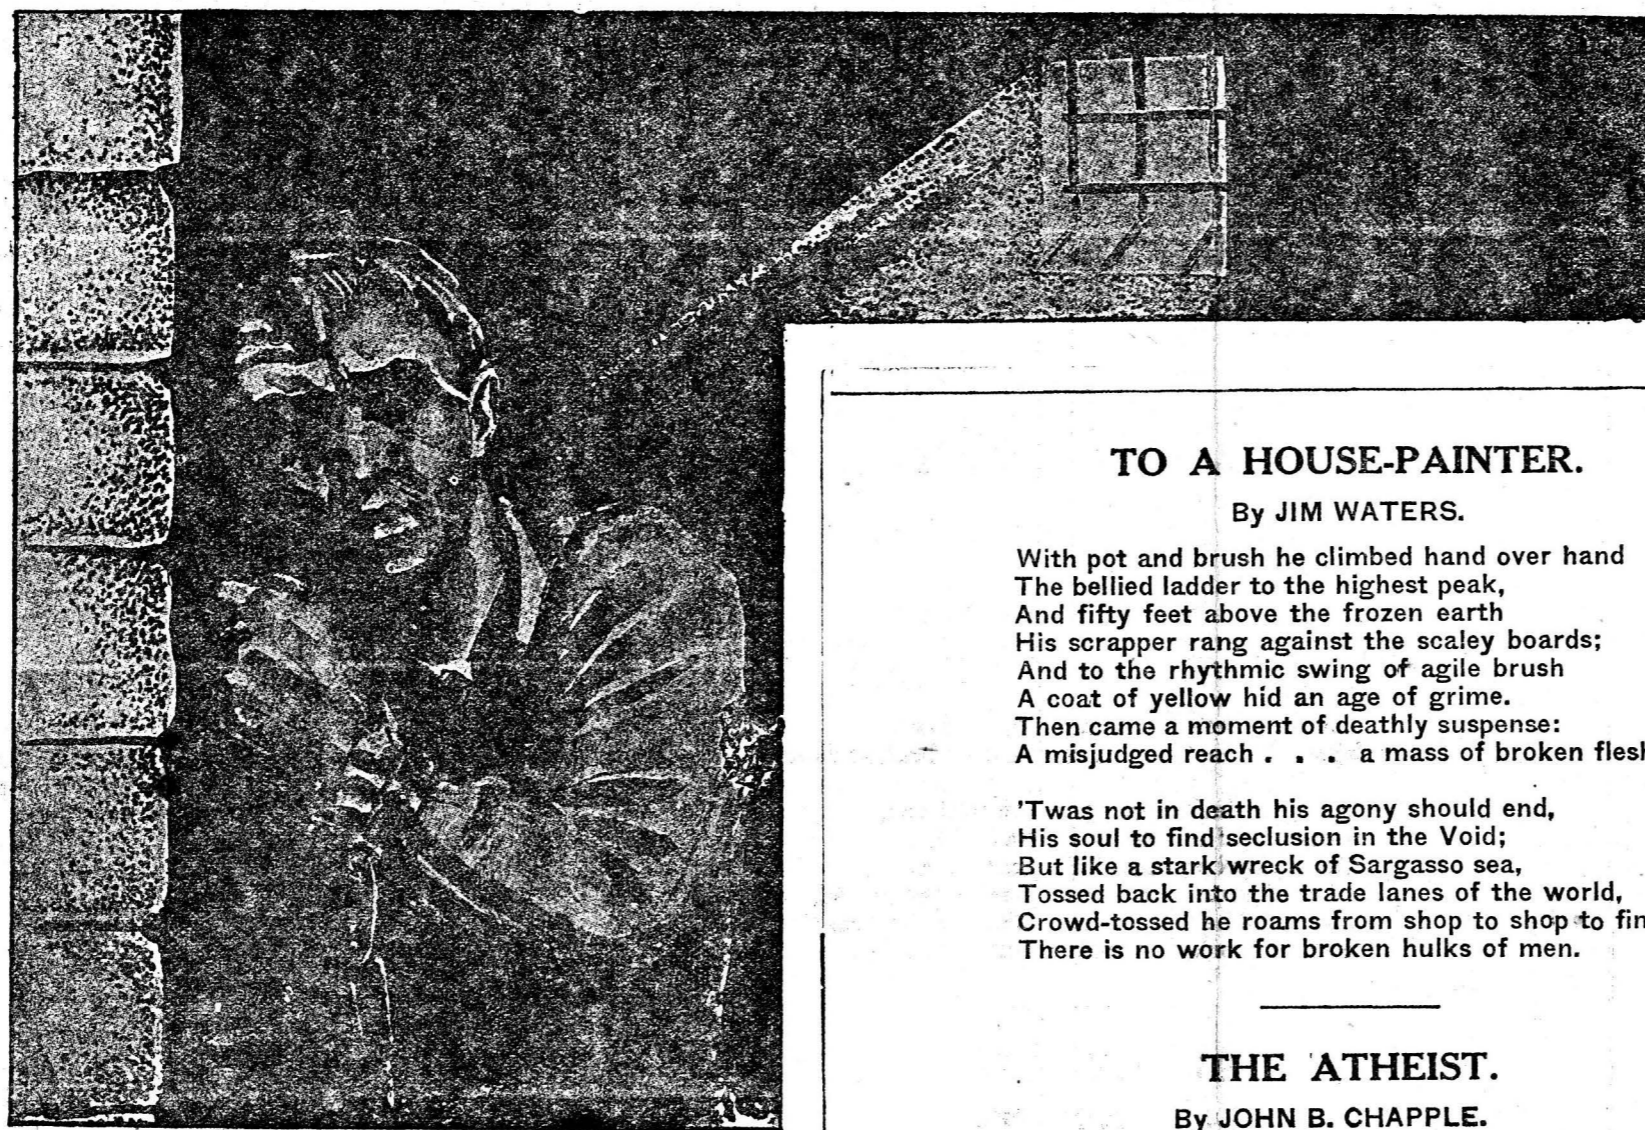 TO A HOUSE-PAINTER.
By JIM WATERS.
With pot and brush he climbed hand over hand
The bellied ladder to the highest peak,
And fifty feet above the frozen earth
His scrapper rang against the scaley boards;
And to the rhythmic swing of agile brush
A coat of yellow hid an age of grime.
Then came a moment of deathly suspense:
A misjudged reach . . . a mass of broken
'Twas not in death his agony should end,
His soul to find seclusion in the Void;
But like a stark wreck of Sargasso sea,
Tossed back into the trade lanes of the world,
Crowd-tossed he roams from shop to shop to
There is no work for broken hulks of men.
THE ATHEIST.
By JOHN B. CHAPPLE.